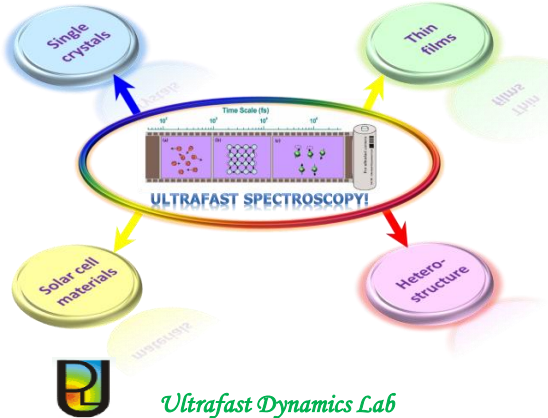 Single
crystals
Thin
films
Time Scale (fs)
(a)
(b)
(c)
ULTRAFAST SPECTROSCOPY!
Solar cell
materials
Hetero-
structure
Ultrafast Dynamics Lab